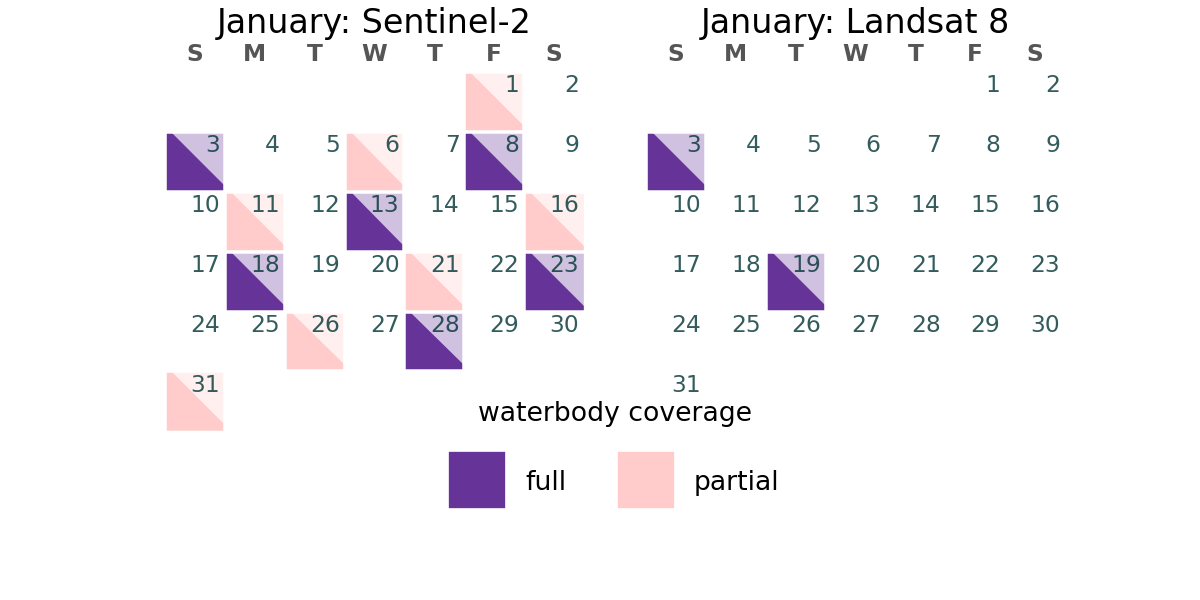 January: Sentinel-2
S M T W T F S
1 2
3 4 5 6 7 8 9
10 11 12 13 14 15 16
17 18 19 20 21 22 23
24 25 26 27 28 29 30
31
January: Landsat 8
S M T W T F S
1 2
3 4 5 6 7 8 9
10 11 12 13 14 15 16
17 18 19 20 21 22 23
24 25 26 27 28 29 30
31
waterbody coverage
full partial